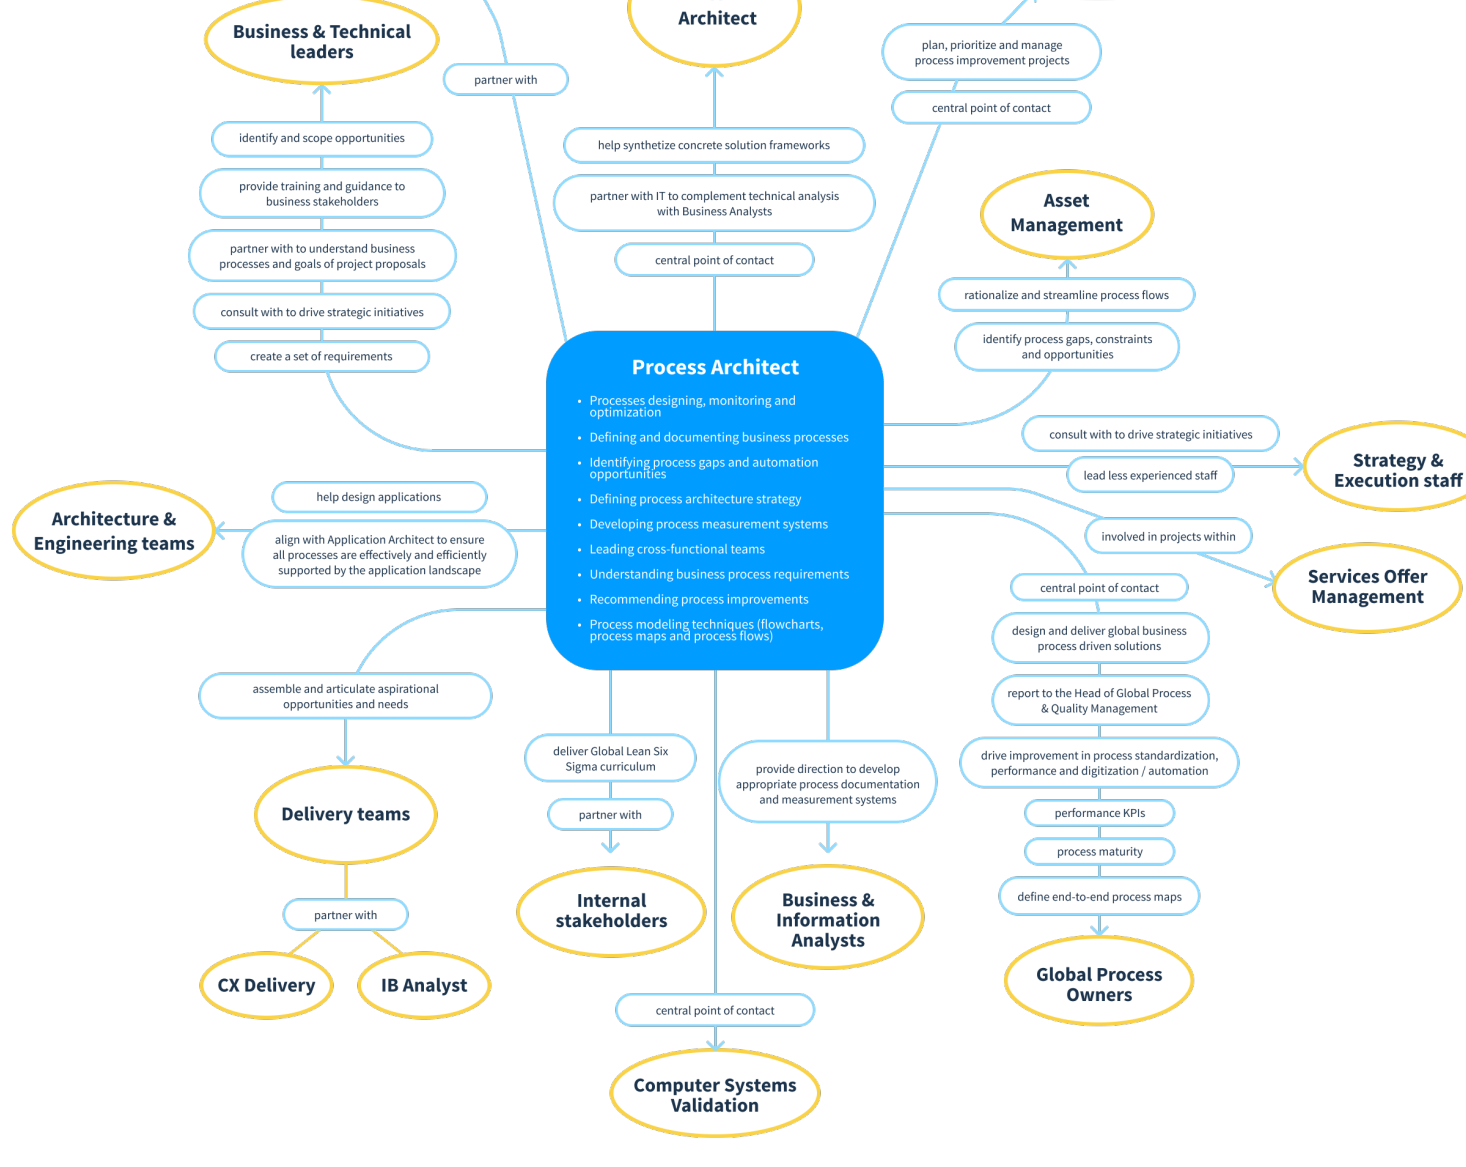 Business & Technical
leaders
Architect
plan, prioritize and manage
process improvement projects
partner with
central point of contact
identify and scope opportunities
help synthetize concrete solution frameworks
provide training and guidance to
business stakeholders
partner with IT to complement technical analysis
with Business Analysts
Asset
Management
partner with to understand business
processes and goals of project proposals
central point of contact
rationalize and streamline process flows
consult with to drive strategic initiatives
identify process gaps, constraints
and opportunities
create a set of requirements
Process Architect
• Processes designing, monitoring and
optimization
• Defining and documenting business processes
• Identifying process gaps and automation
opportunities
• Defining process architecture strategy
• Developing process measurement systems
• Leading cross-functional teams
• Understanding business process requirements
• Recommending process improvements
• Process modeling techniques (flowcharts,
process maps and process flows)
consult with to drive strategic initiatives
lead less experienced staff
Strategy &
Execution staff
help design applications
Architecture &
Engineering teams
align with Application Architect to ensure
all processes are effectively and efficiently
supported by the application landscape
involved in projects within
Services Offer
Management
central point of contact
design and deliver global business
process driven solutions
report to the Head of Global Process
& Quality Management
drive improvement in process standardization,
performance and digitization / automation
performance KPIs
process maturity
define end-to-end process maps
Global Process
Owners
assemble and articulate aspirational
opportunities and needs
Delivery teams
partner with
CX Delivery
IB Analyst
deliver Global Lean Six
Sigma curriculum
partner with
Internal
stakeholders
provide direction to develop
appropriate process documentation
and measurement systems
Business &
Information
Analysts
central point of contact
Computer Systems
Validation